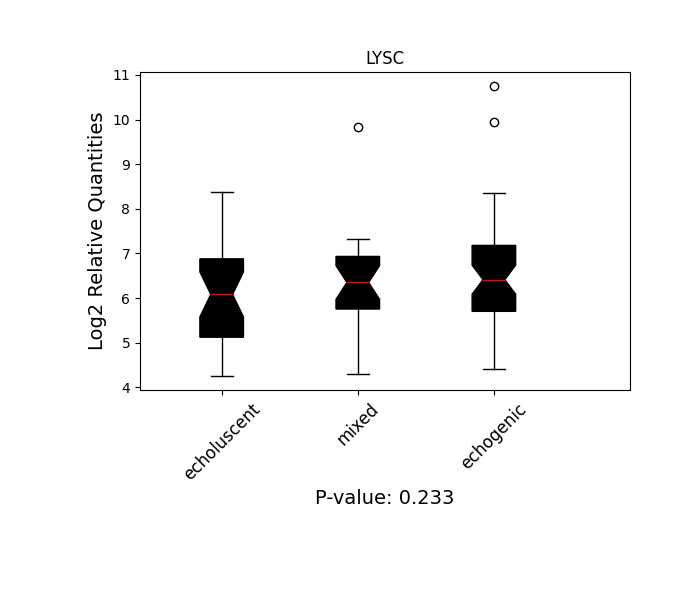 LYSC
Log2 Relative Quantities
11
10
9
8
7
6
5
4
echoluscent
mixed
echogenic
P-value: 0.233